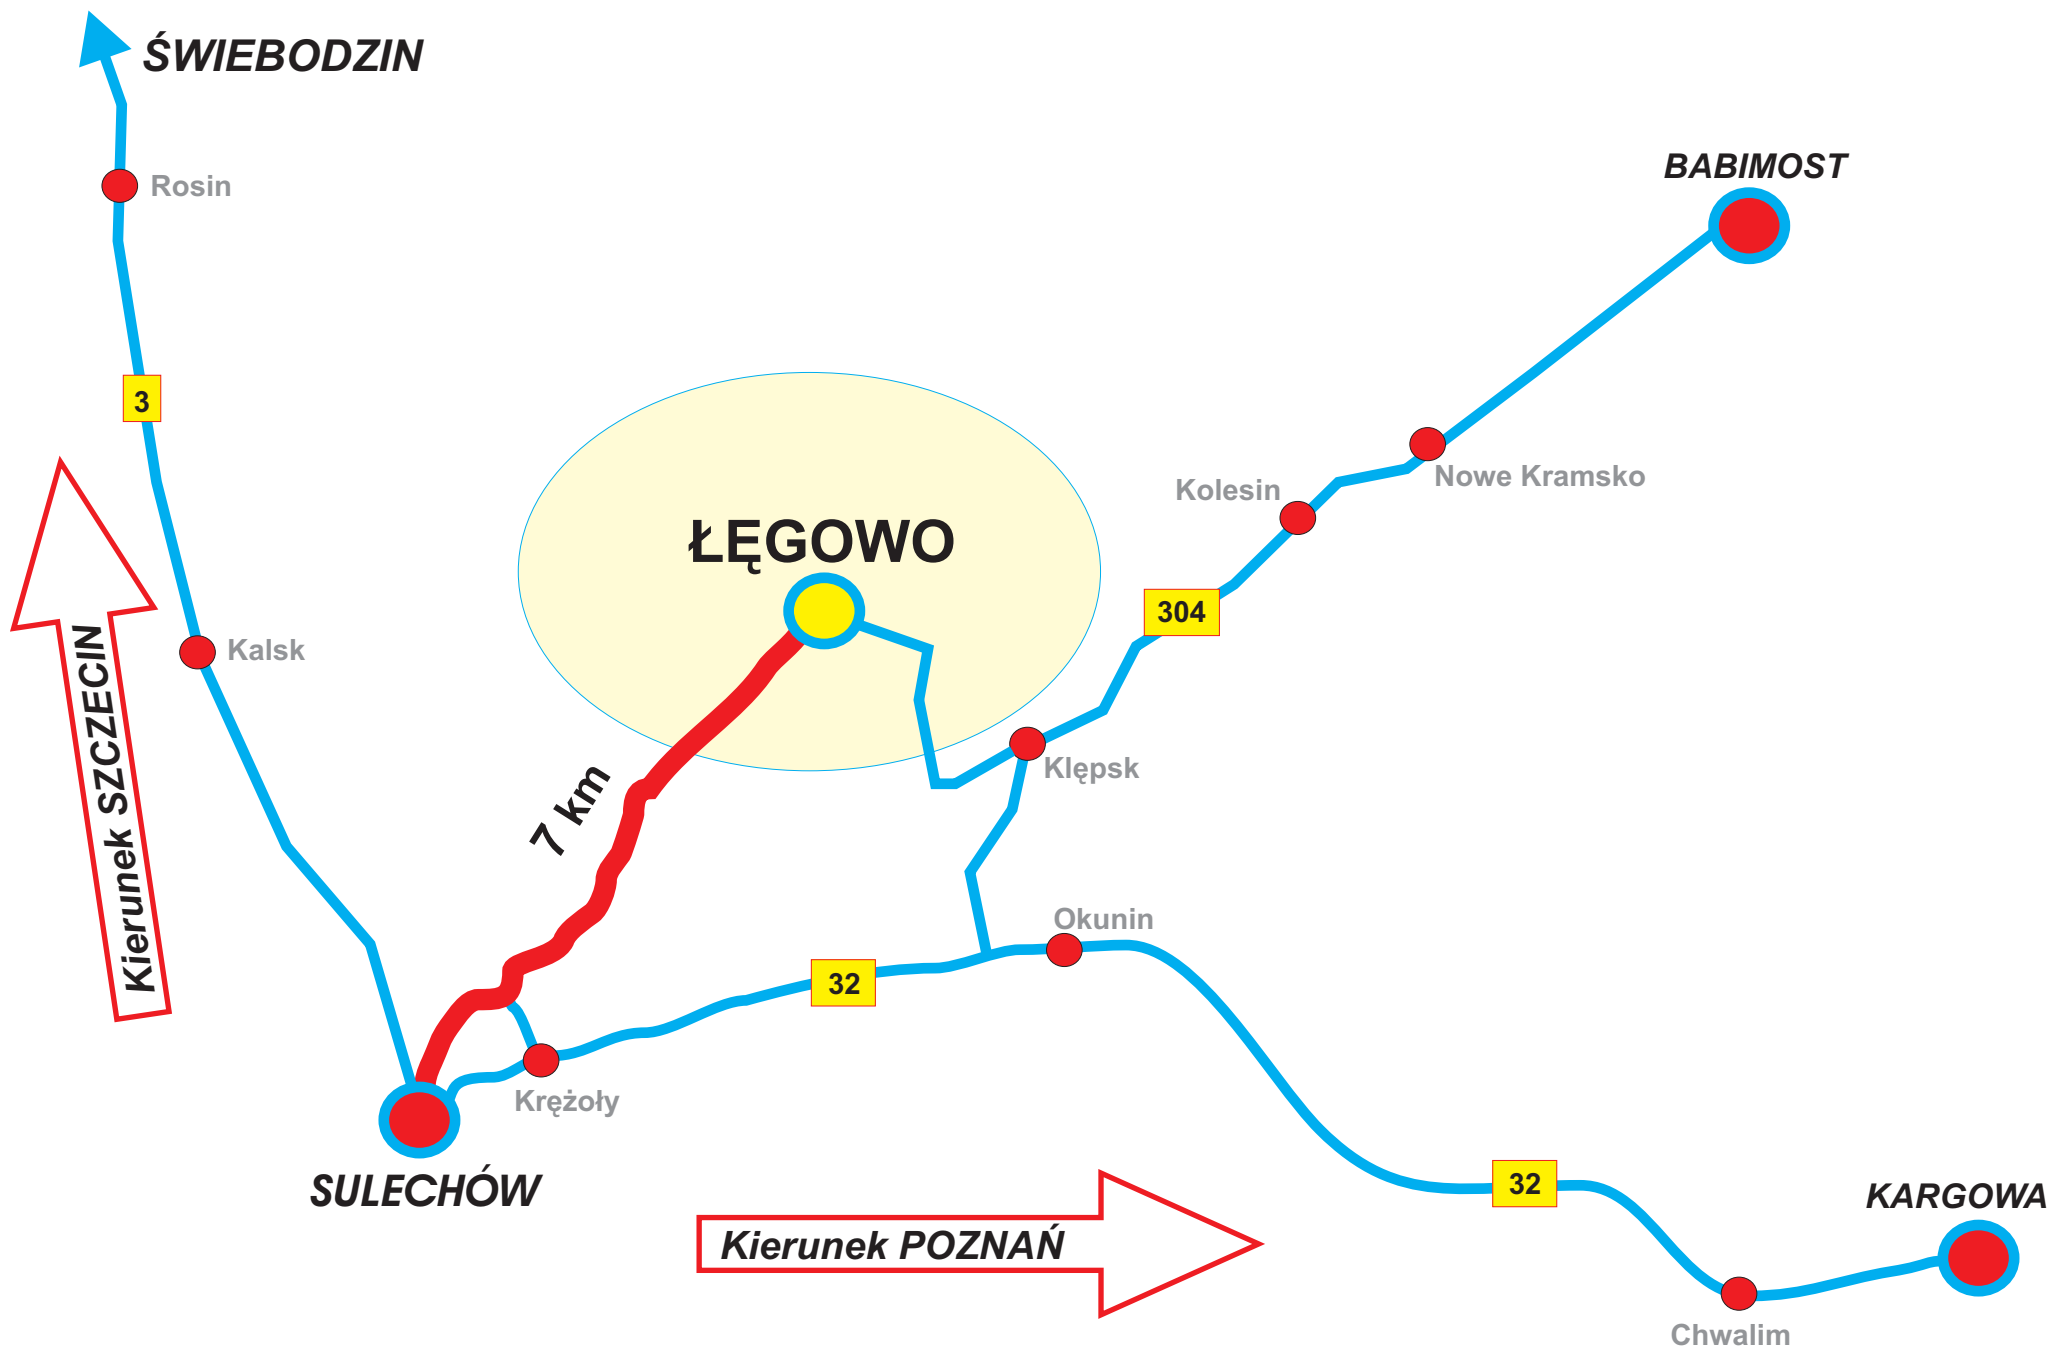 ŚWIEBODZIN
BABIMOST
Rosin
3
Nowe Kramsko
Kolesin
ŁĘGOWO
304
Kalsk
Kierunek SZCZECIN
Klępsk
7 km
Okunin
32
Krężoły
SULECHÓW
32
KARGOWA
Kierunek POZNAŃ
Chwalim